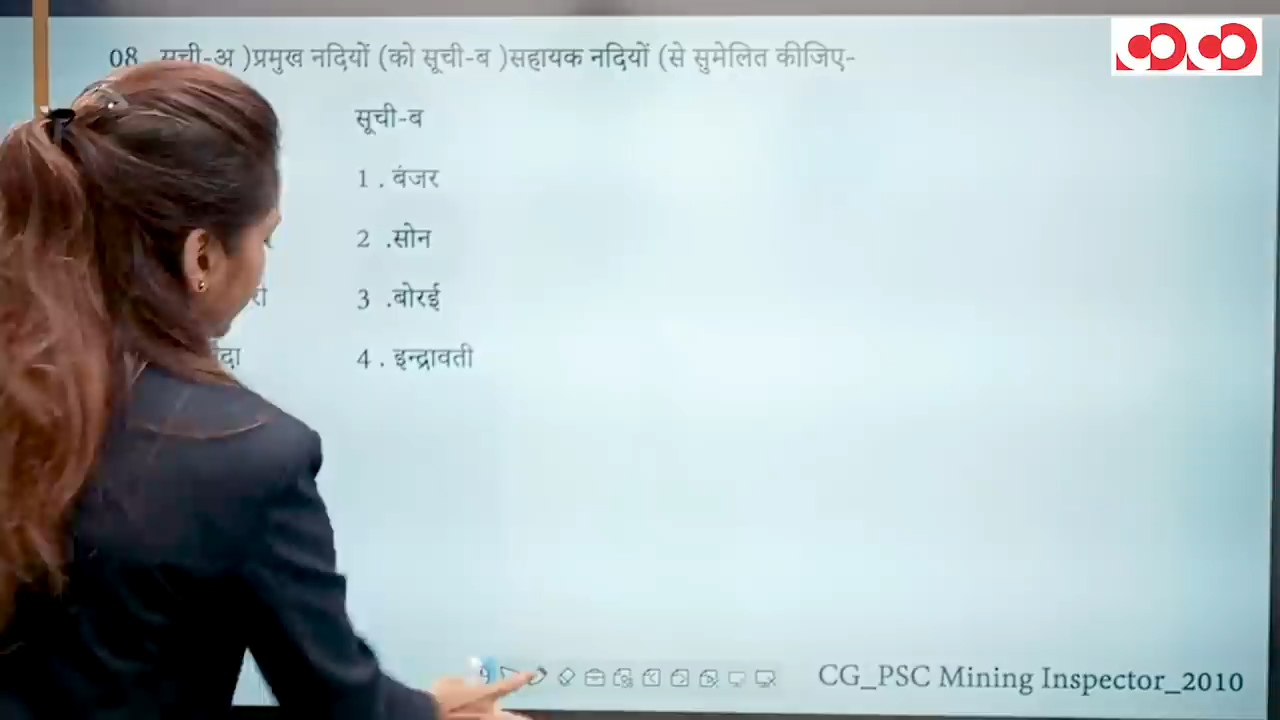 08 सूची-अ )प्रमुख नदियों (को सूची-ब )सहायक नदियों (से सुमेलित कीजिए-
सूची-ब
1 . बंजर
2 .सोन
3 .बोरई
4 . इन्द्रावती
CG_PSC Mining Inspector_2010